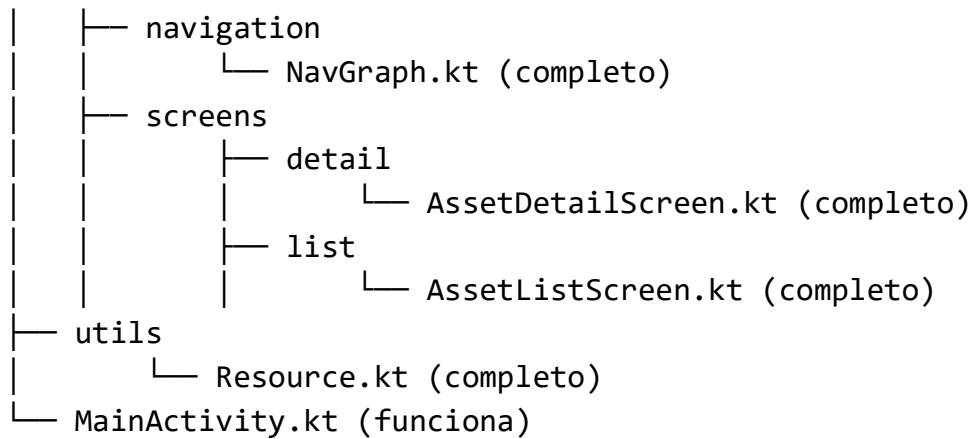 │   ├── navigation
│   │       └── NavGraph.kt (completo)
│   ├── screens
│   │       ├── detail
│   │       │       └── AssetDetailScreen.kt (completo)
│   │       ├── list
│   │       │       └── AssetListScreen.kt (completo)
├── utils
│       └── Resource.kt (completo)
└── MainActivity.kt (funciona)